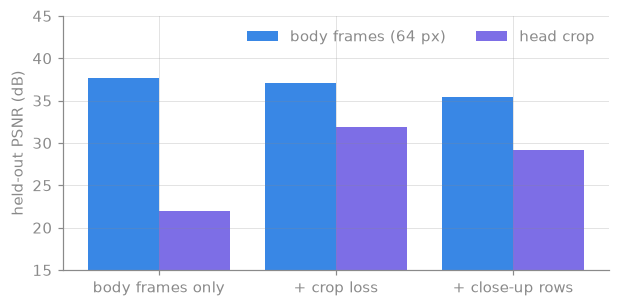 45
40
35
30
25
20
15
held-out PSNR (dB)
body frames (64 px)
head crop
body frames only
+ crop loss
+ close-up rows